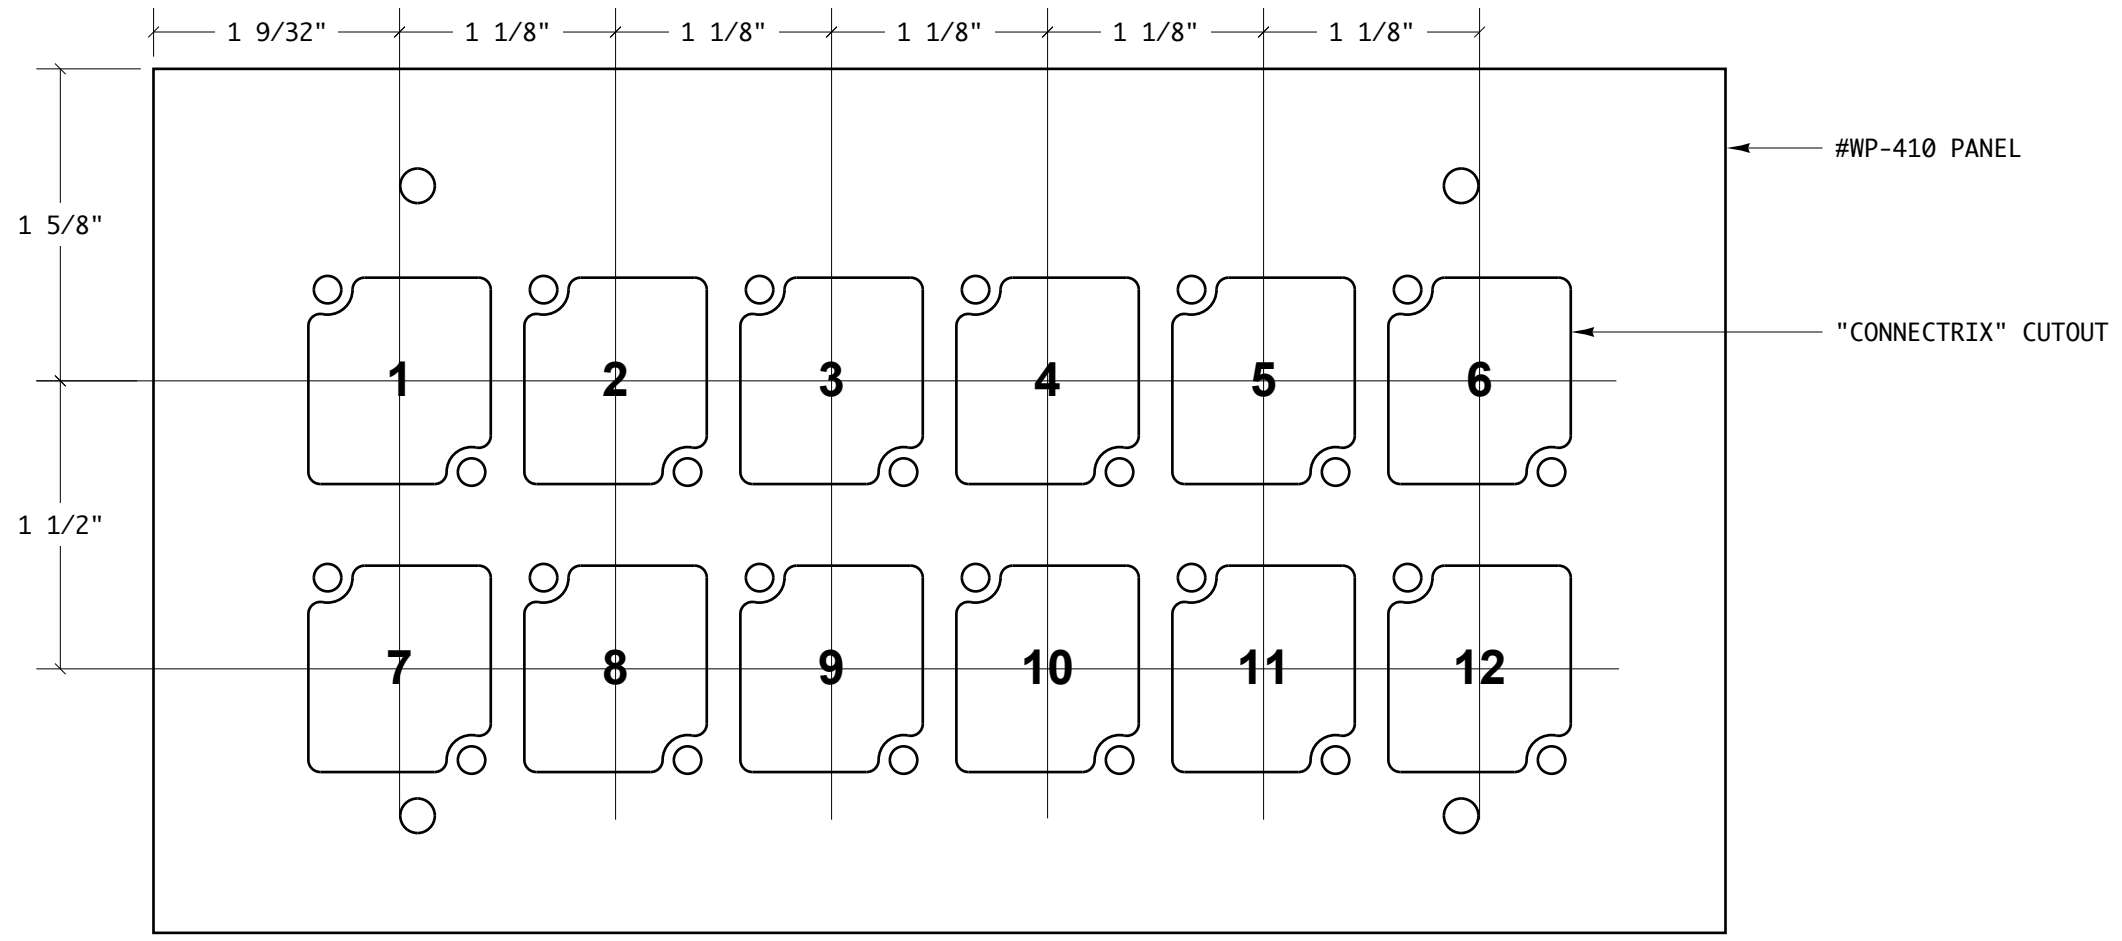 1 9/32" 1 1/8" 1 1/8" 1 1/8" 1 1/8" 1 1/8"
#WP-410 PANEL
1 5/8"
"CONNECTRIX" CUTOUT
1 2 3 4 5 6
1 1/2"
7 8 9 10 11 12